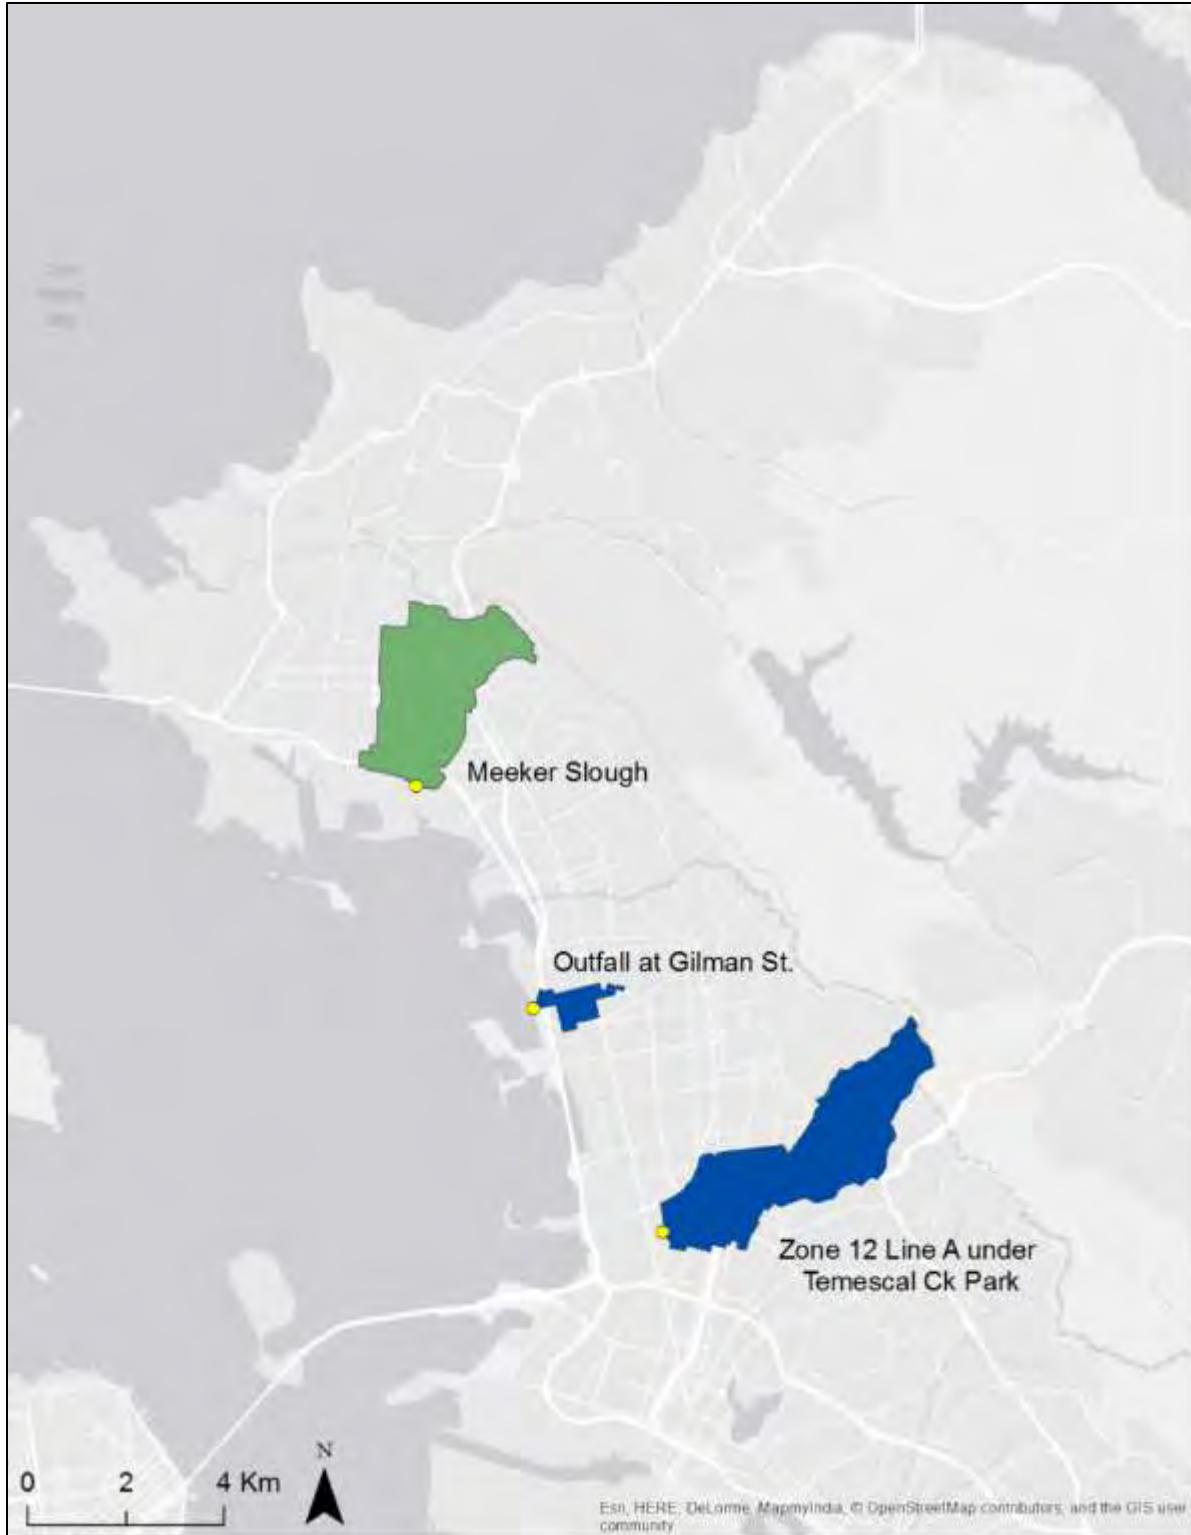 Meeker Slough
Outfall at Gilman St.
Zone 12 Line A under
Temescal Ck Park
N
0 2 4 Km
Esri, HERE, DeLorme, MapmyIndia, © OpenStreetMap contributors, and the GIS user
community